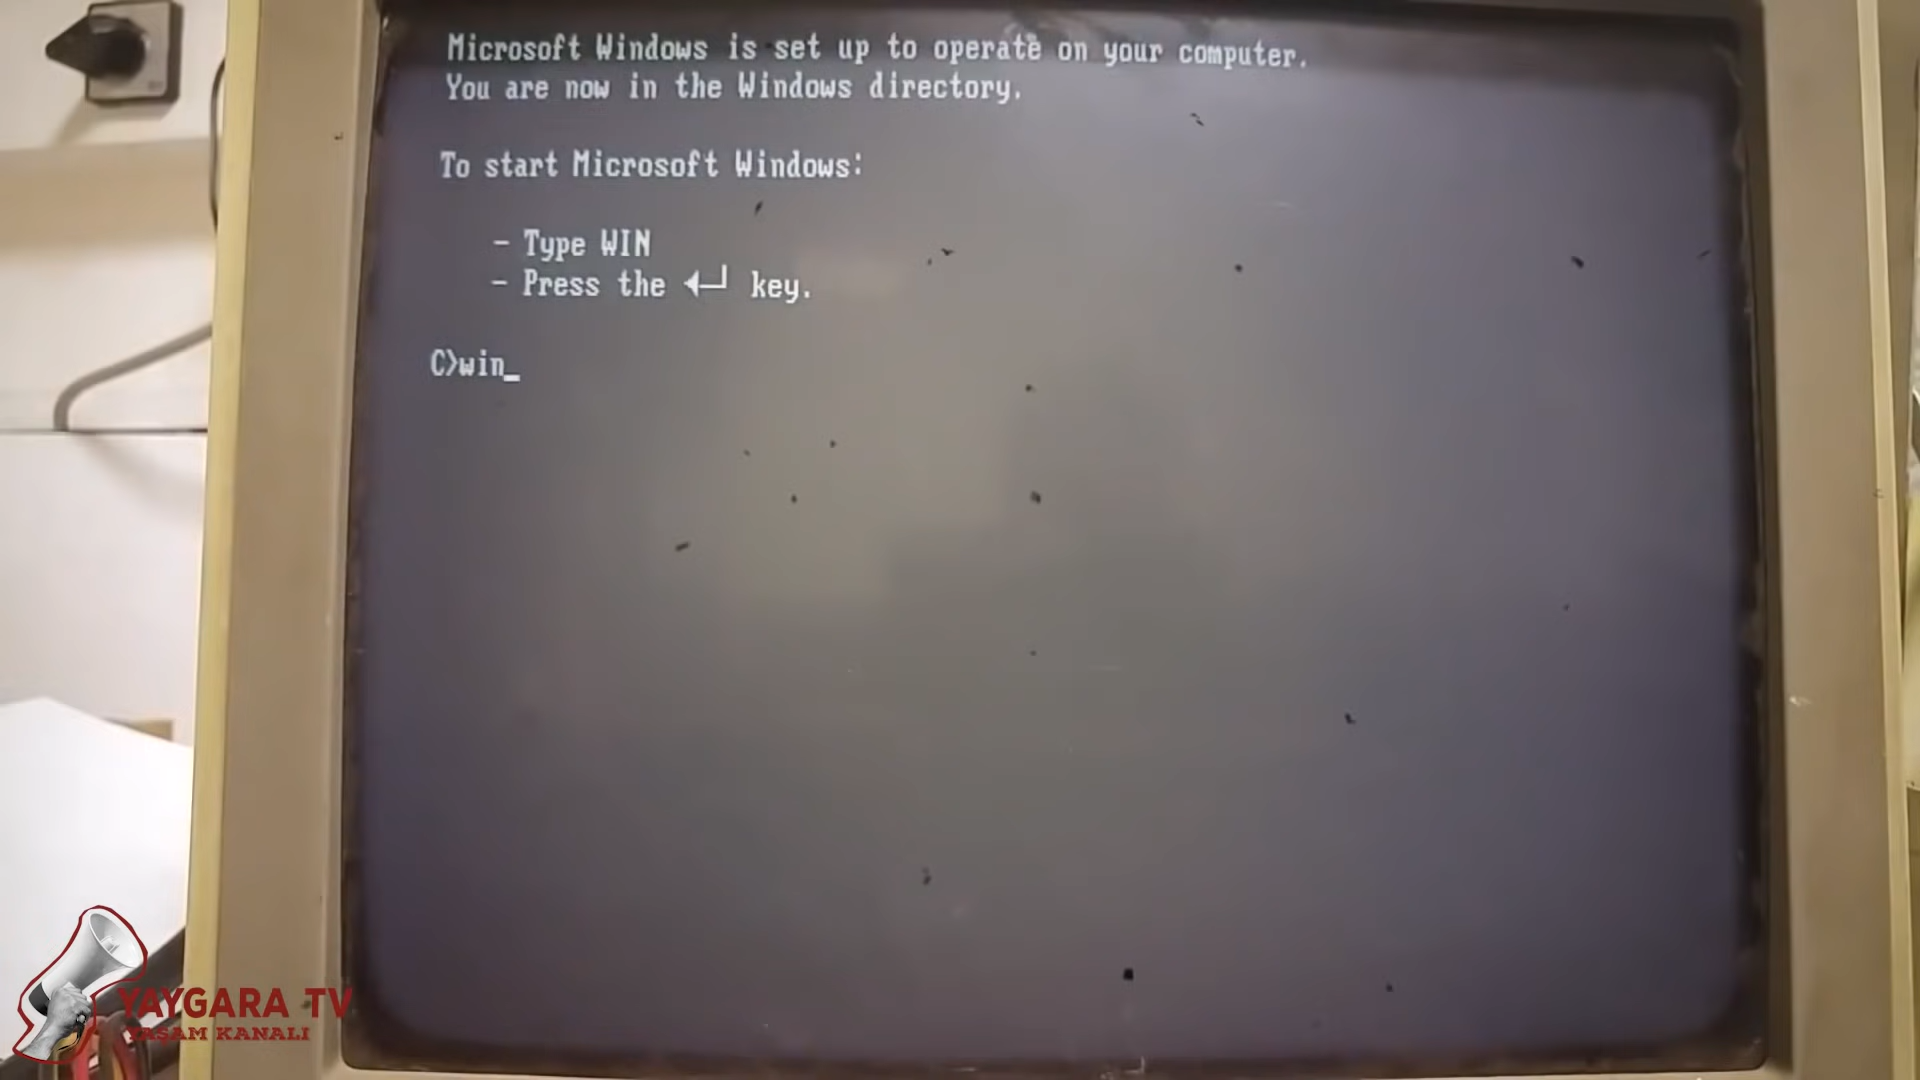 Microsoft Windows is set up to operate on your computer.
You are now in the Windows directory.
To start Microsoft Windows:
- Type WIN
- Press the ◄┘ key.
C>win_
YAYGARA TV
YAŞAM KANALI